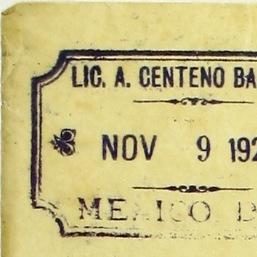 LIC. A. CENTENO BA
NOV 9 192
MEXICO D